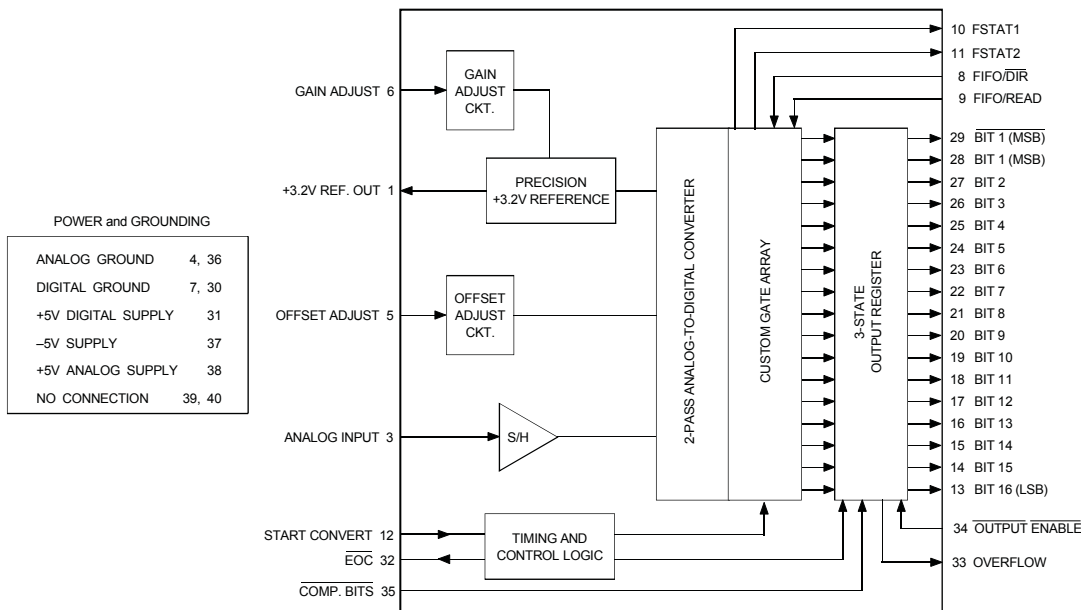 10 FSTAT1
11 FSTAT2
8 FIFO/DIR
9 FIFO/READ
GAIN ADJUST 6
GAIN
ADJUST
CKT.
+3.2V REF. OUT 1
PRECISION
+3.2V REFERENCE
POWER and GROUNDING
ANALOG GROUND 4, 36
DIGITAL GROUND 7, 30
+5V DIGITAL SUPPLY 31
–5V SUPPLY 37
+5V ANALOG SUPPLY 38
NO CONNECTION 39, 40
OFFSET ADJUST 5
OFFSET
ADJUST
CKT.
ANALOG INPUT 3
S/H
2-PASS ANALOG-TO-DIGITAL CONVERTER
CUSTOM GATE ARRAY
3-STATE
OUTPUT REGISTER
29 BIT 1 (MSB)
28 BIT 1 (MSB)
27 BIT 2
26 BIT 3
25 BIT 4
24 BIT 5
23 BIT 6
22 BIT 7
21 BIT 8
20 BIT 9
19 BIT 10
18 BIT 11
17 BIT 12
16 BIT 13
15 BIT 14
14 BIT 15
13 BIT 16 (LSB)
34 OUTPUT ENABLE
33 OVERFLOW
START CONVERT 12
EOC 32
COMP. BITS 35
TIMING AND
CONTROL LOGIC